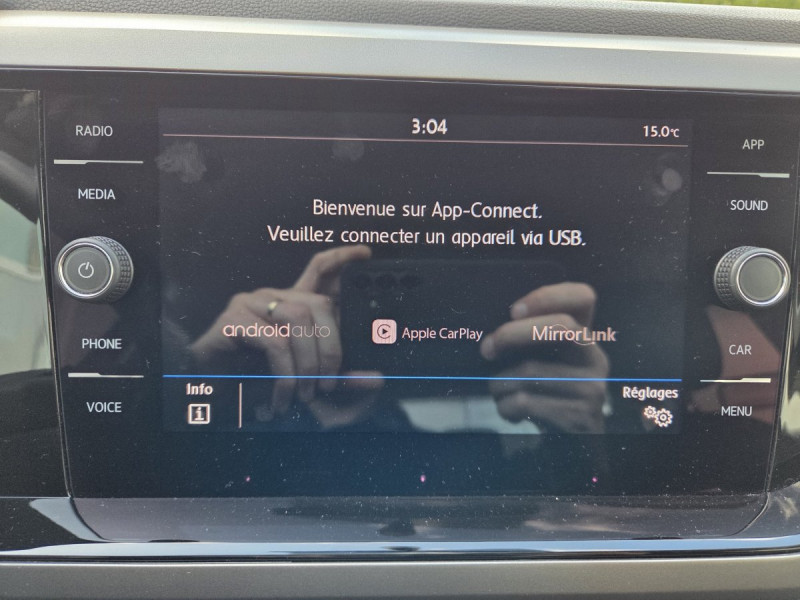 RADIO
MEDIA
PHONE
VOICE
3:04
15.0°C
Bienvenue sur App-Connect.
Veuillez connecter un appareil via USB.
androidauto
Apple CarPlay
MirrorLink
Info
i
Réglages
APP
SOUND
CAR
MENU